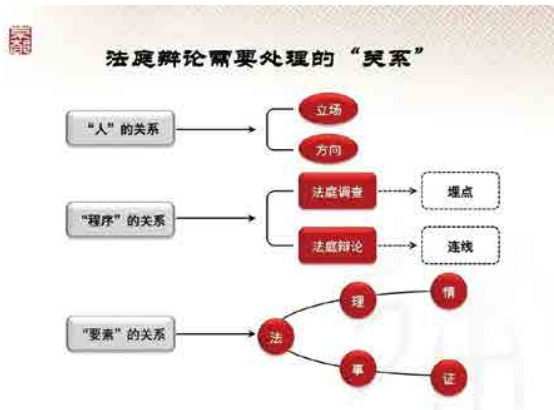 法庭辩论需要处理的“关系”
“人”的关系
立场
方向
“程序”的关系
法庭调查
埋点
法庭辩论
连线
“要素”的关系
法
理
情
事
证